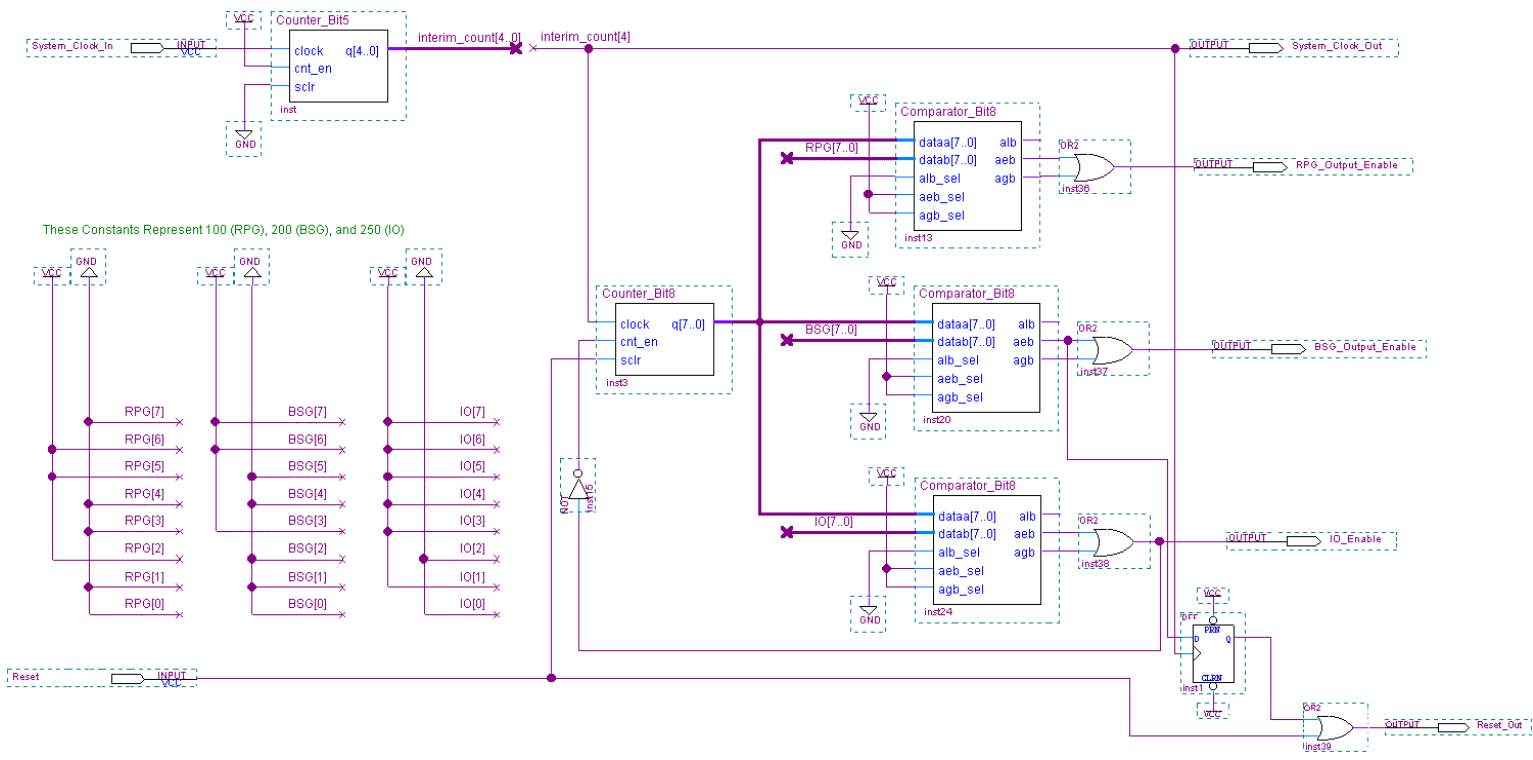 VCC
Counter_Bit5
System_Clock_In
INPUT
VCC
clock
q[4..0]
cnt_en
sclr
inst
GND
interim_count[4..0]
interim_count[4]
OUTPUT
System_Clock_Out
VCC
Comparator_Bit8
RPG[7..0]
dataa[7..0]
alb
datab[7..0]
aeb
alb_sel
agb
aeb_sel
agb_sel
inst13
GND
OR2
inst36
OUTPUT
RPG_Output_Enable
These Constants Represent 100 (RPG), 200 (BSG), and 250 (IO)
VCC
GND
VCC
GND
VCC
GND
RPG[7]
BSG[7]
IO[7]
RPG[6]
BSG[6]
IO[6]
RPG[5]
BSG[5]
IO[5]
RPG[4]
BSG[4]
IO[4]
RPG[3]
BSG[3]
IO[3]
RPG[2]
BSG[2]
IO[2]
RPG[1]
BSG[1]
IO[1]
RPG[0]
BSG[0]
IO[0]
Counter_Bit8
clock
q[7..0]
cnt_en
sclr
inst3
VCC
Comparator_Bit8
BSG[7..0]
dataa[7..0]
alb
datab[7..0]
aeb
alb_sel
agb
aeb_sel
agb_sel
inst20
GND
OR2
inst37
OUTPUT
BSG_Output_Enable
NOT
inst15
VCC
Comparator_Bit8
IO[7..0]
dataa[7..0]
alb
datab[7..0]
aeb
alb_sel
agb
aeb_sel
agb_sel
inst24
GND
OR2
inst38
OUTPUT
IO_Enable
VCC
DFF
PRN
D
Q
CLRN
inst1
VCC
Reset
INPUT
VCC
OR2
inst39
OUTPUT
Reset_Out